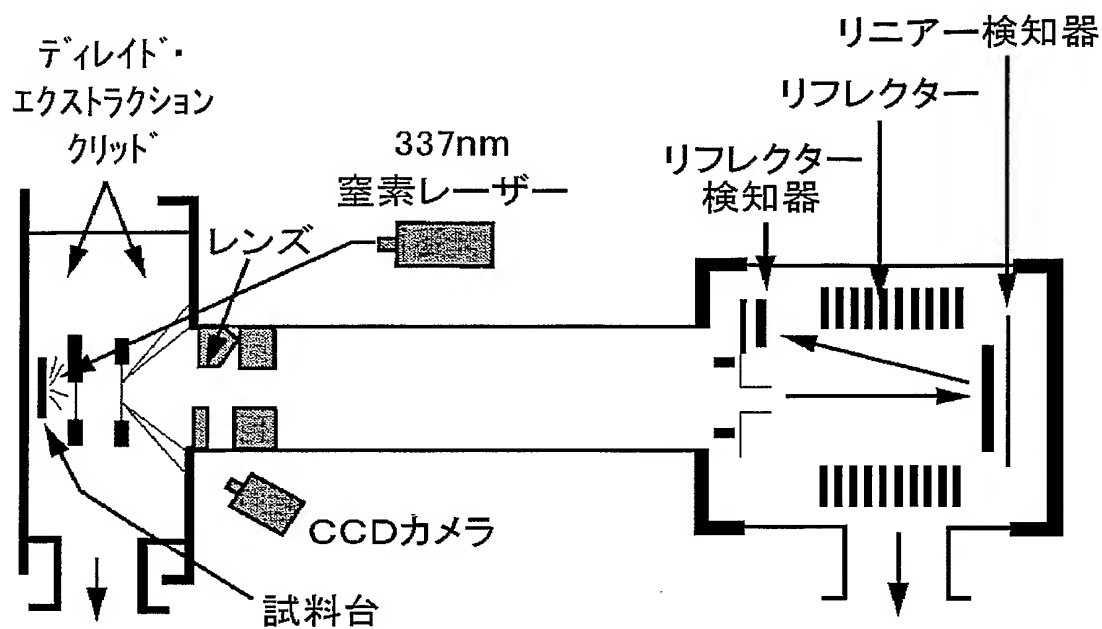 ディレイド・
エクストラクション
クリッド゛
337nm
窒素レーザー
レンズ
リニアー検知器
リフレクター
リフレクター
検知器
CCDカメラ
試料台